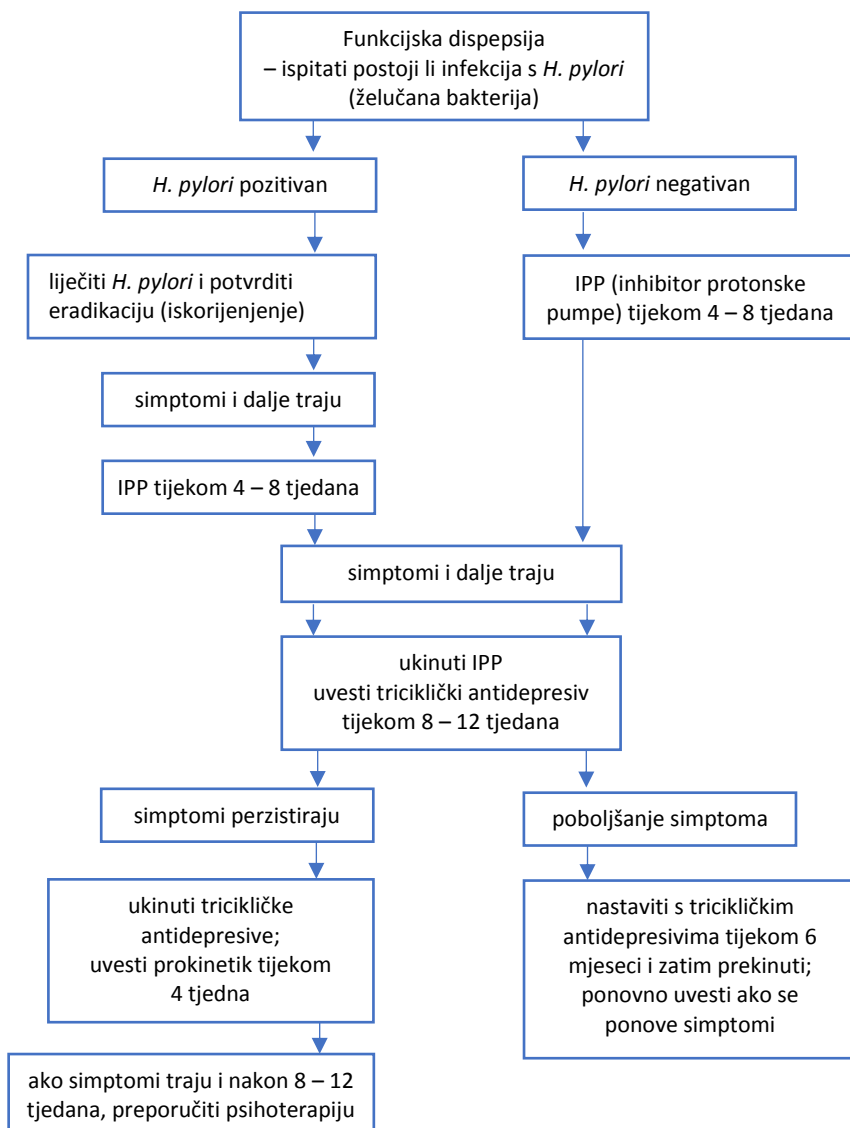 Funkcijska dispepsija
– ispitati postoji li infekcija s H. pylori
(želučana bakterija)
H. pylori pozitivan
H. pylori negativan
liječiti H. pylori i potvrditi
eradikaciju (iskorijenjenje)
IPP (inhibitor protonske
pumpe) tijekom 4 – 8 tjedana
simptomi i dalje traju
IPP tijekom 4 – 8 tjedana
simptomi i dalje traju
ukinuti IPP
uvesti triciklički antidepresiv
tijekom 8 – 12 tjedana
simptomi perzistiraju
poboljšanje simptoma
ukinuti tricikličke
antidepresive;
uvesti prokinetik tijekom
4 tjedna
nastaviti s tricikličkim
antidepresivima tijekom 6
mjeseci i zatim prekinuti;
ponovno uvesti ako se
ponove simptomi
ako simptomi traju i nakon 8 – 12
tjedana, preporučiti psihoterapiju